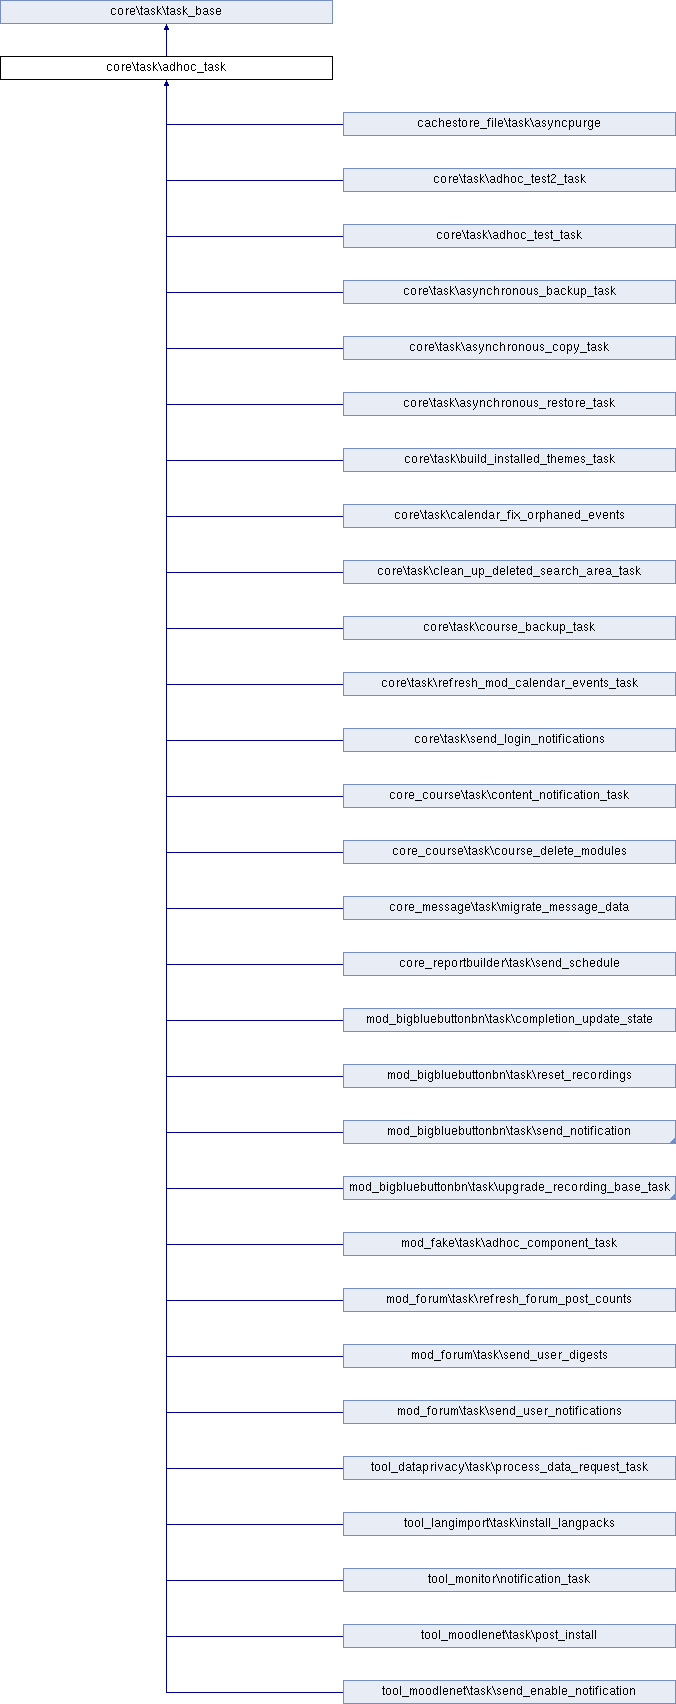 core\task\task_base
core\task\adhoc_task
cachestore_file\task\asyncpurge
core\task\adhoc_test2_task
core\task\adhoc_test_task
core\task\asynchronous_backup_task
core\task\asynchronous_copy_task
core\task\asynchronous_restore_task
core\task\build_installed_themes_task
core\task\calendar_fix_orphaned_events
core\task\clean_up_deleted_search_area_task
core\task\course_backup_task
core\task\refresh_mod_calendar_events_task
core\task\send_login_notifications
core_course\task\content_notification_task
core_course\task\course_delete_modules
core_message\task\migrate_message_data
core_reportbuilder\task\send_schedule
mod_bigbluebuttonbn\task\completion_update_state
mod_bigbluebuttonbn\task\reset_recordings
mod_bigbluebuttonbn\task\send_notification
mod_bigbluebuttonbn\task\upgrade_recording_base_task
mod_fake\task\adhoc_component_task
mod_forum\task\refresh_forum_post_counts
mod_forum\task\send_user_digests
mod_forum\task\send_user_notifications
tool_dataprivacy\task\process_data_request_task
tool_langimport\task\install_langpacks
tool_monitor\notification_task
tool_moodlenet\task\post_install
tool_moodlenet\task\send_enable_notification